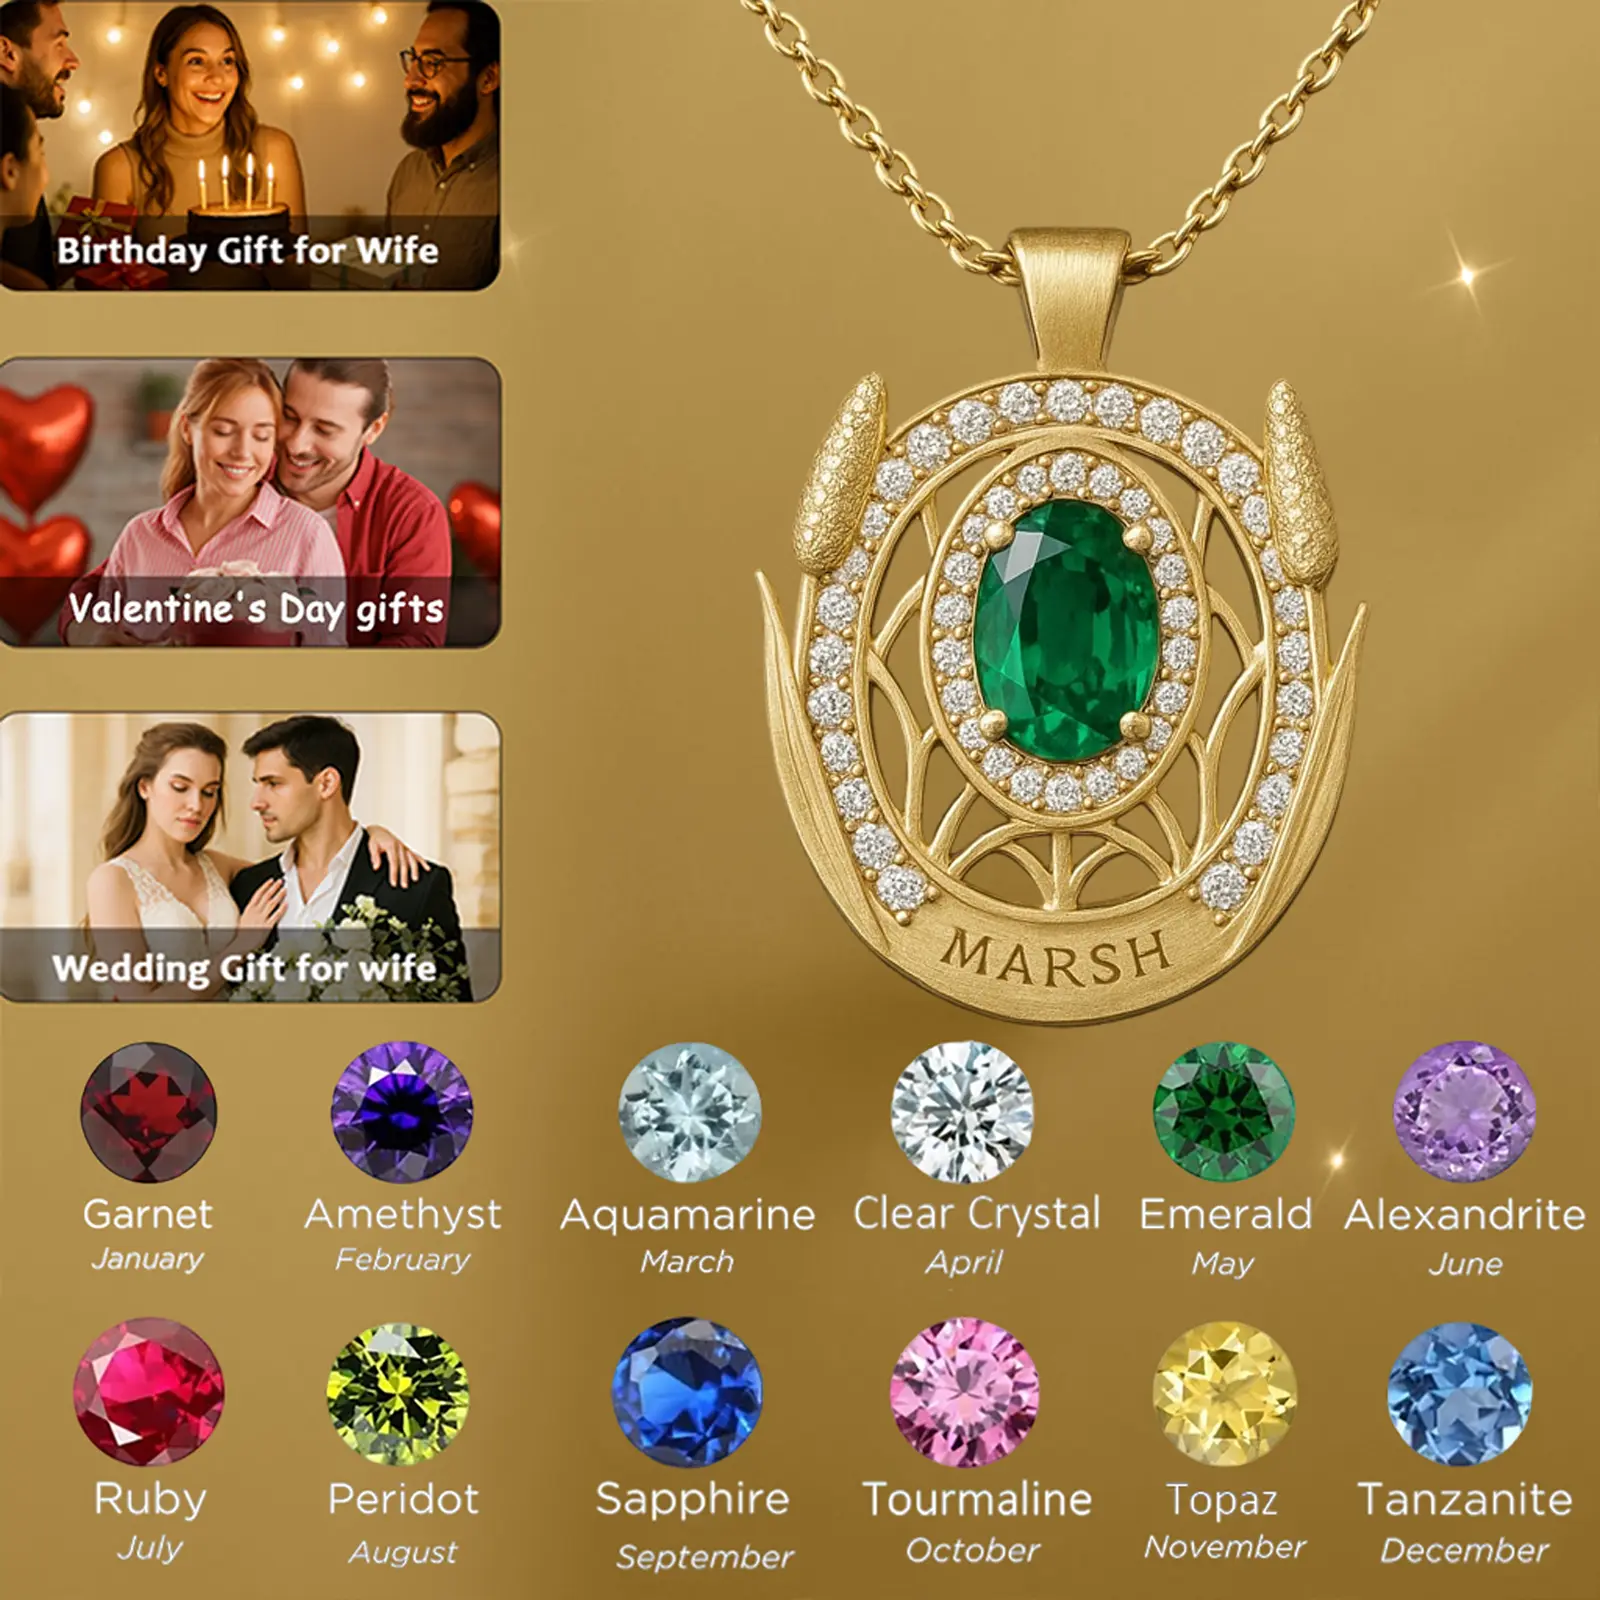 Birthday Gift for Wife
Valentine's Day gifts
Wedding Gift for wife
MARSH
Garnet
January
Amethyst
February
Aquamarine
March
Clear Crystal
April
Emerald
May
Alexandrite
June
Ruby
July
Peridot
August
Sapphire
September
Tourmaline
October
Topaz
November
Tanzanite
December